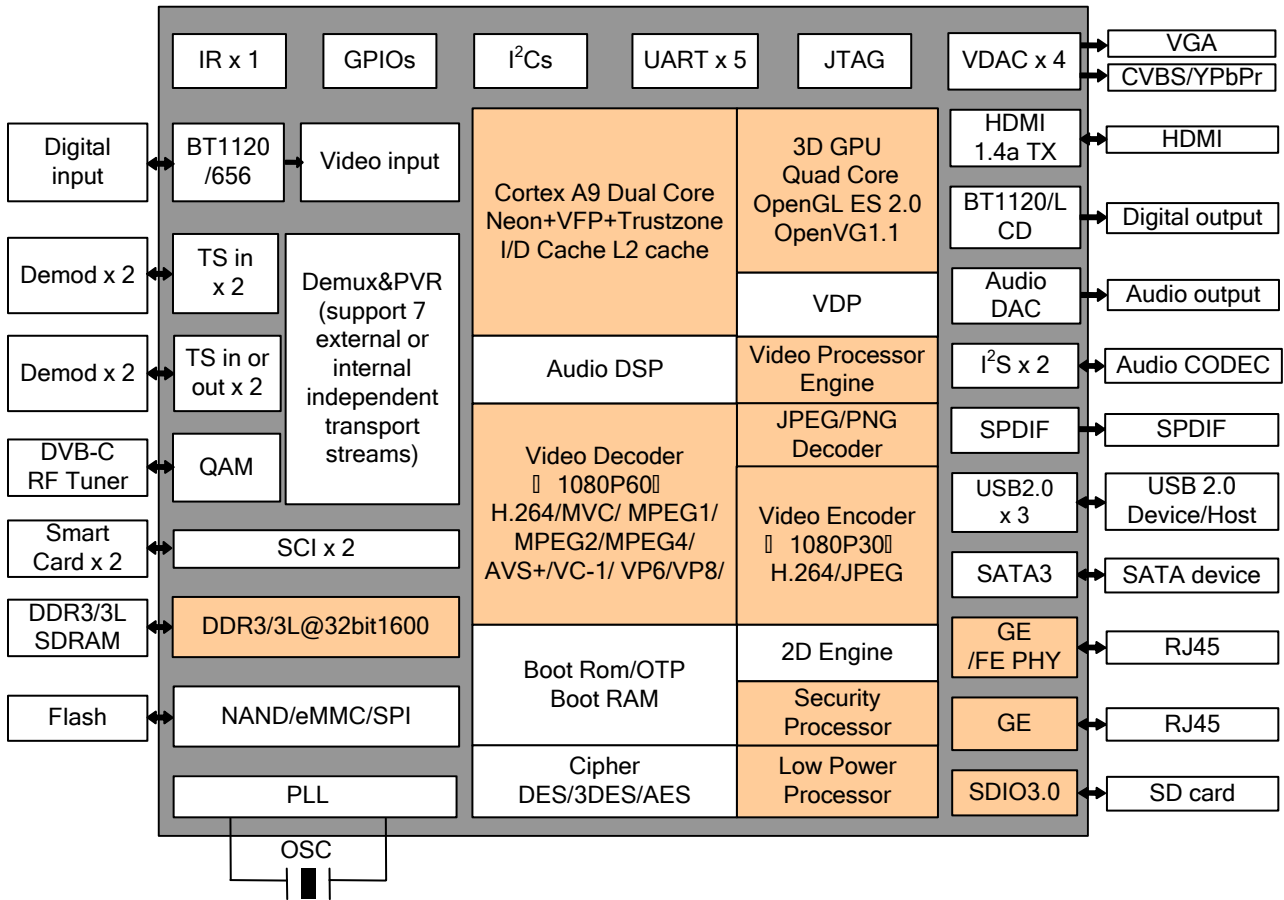 IR x 1
GPIOs
I²Cs
UART x 5
JTAG
VDAC x 4
VGA
CVBS/YPbPr
Digital
input
BT1120
/656
Video input
Cortex A9 Dual Core
Neon+VFP+Trustzone
I/D Cache L2 cache
3D GPU
Quad Core
OpenGL ES 2.0
OpenVG1.1
HDMI
1.4a TX
HDMI
BT1120/L
CD
Digital output
Demod x 2
TS in
x 2
Demux&PVR
(support 7
external or
internal
independent
transport
streams)
VDP
Audio
DAC
Audio output
Demod x 2
TS in or
out x 2
Audio DSP
Video Processor
Engine
I²S x 2
Audio CODEC
DVB-C
RF Tuner
QAM
Video Decoder
1080P60
H.264/MVC/ MPEG1/
MPEG2/MPEG4/
AVS+/VC-1/ VP6/VP8/
JPEG/PNG
Decoder
SPDIF
SPDIF
Video Encoder
1080P30
H.264/JPEG
USB2.0
x 3
USB 2.0
Device/Host
Smart
Card x 2
SCI x 2
SATA3
SATA device
DDR3/3L
SDRAM
DDR3/3L@32bit1600
Boot Rom/OTP
Boot RAM
2D Engine
GE
/FE PHY
RJ45
Flash
NAND/eMMC/SPI
Security
Processor
GE
RJ45
PLL
Cipher
DES/3DES/AES
Low Power
Processor
SDIO3.0
SD card
OSC